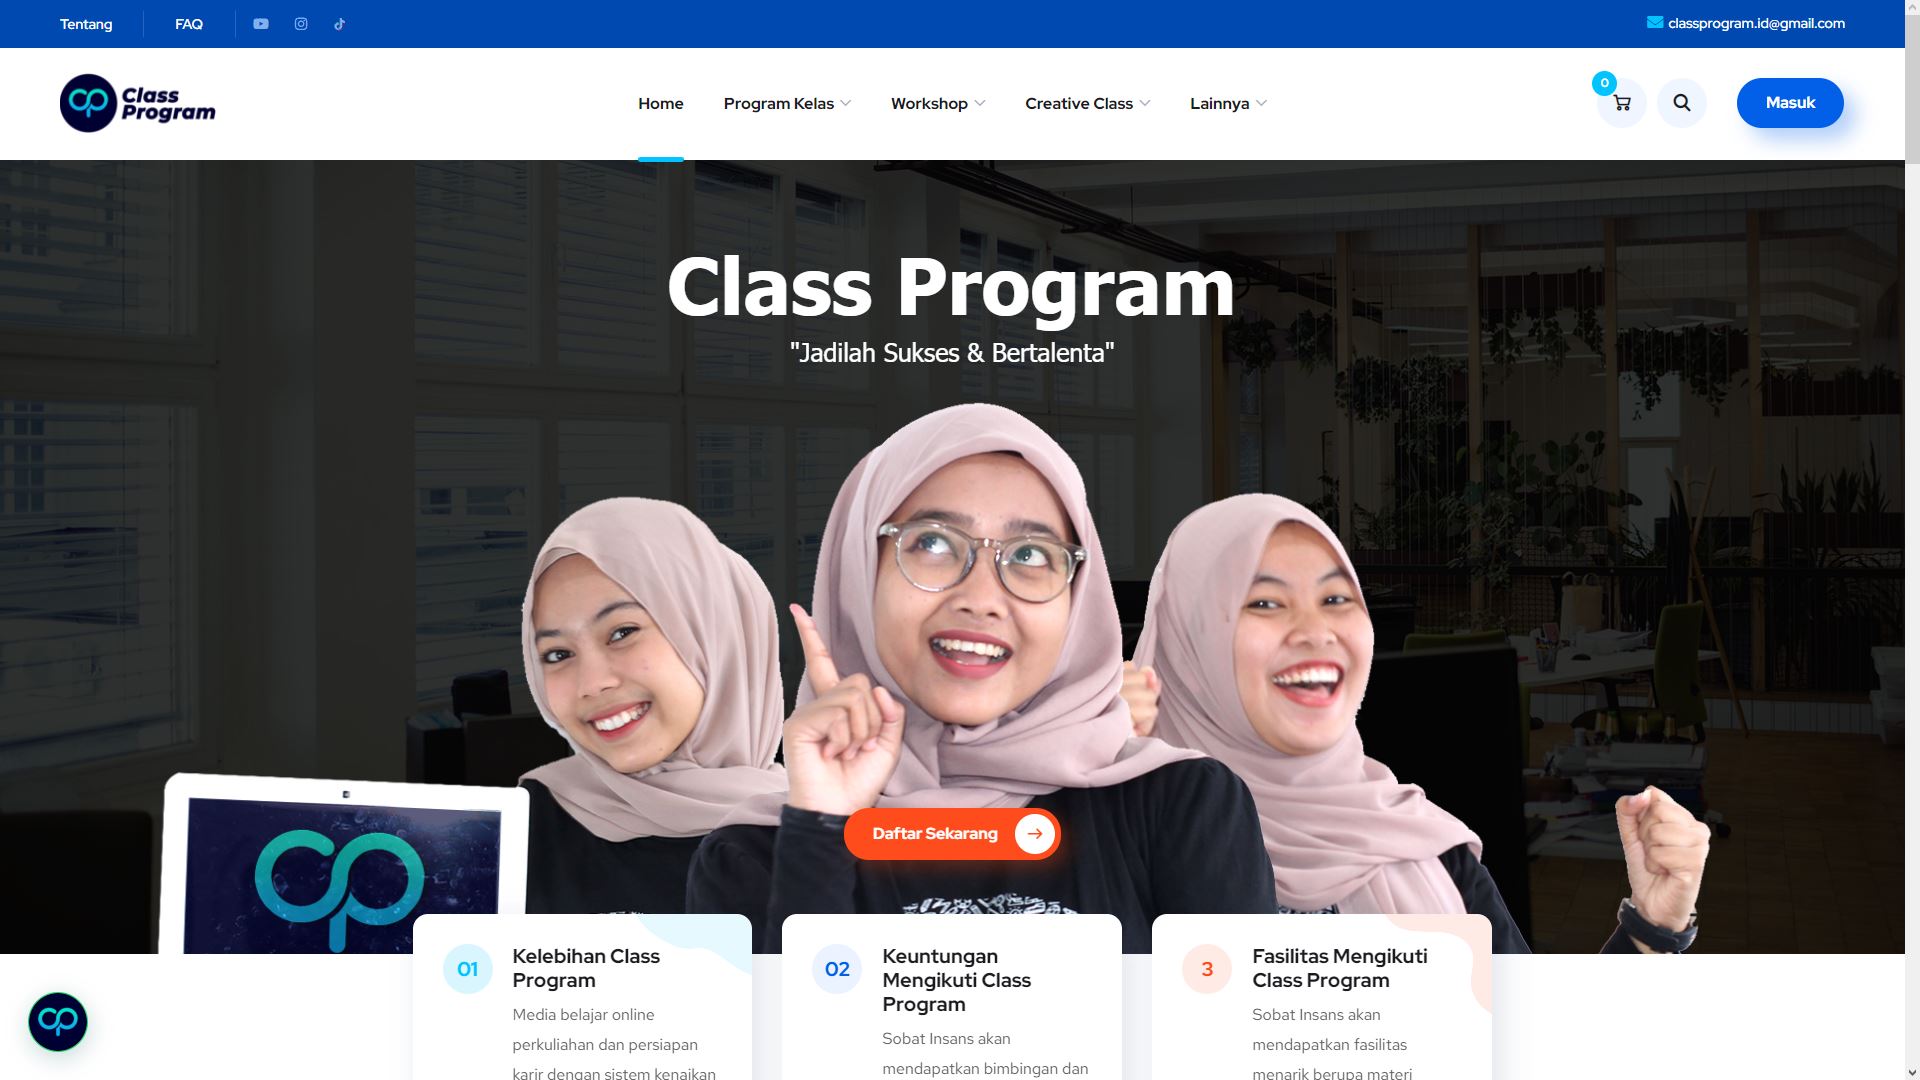 Tentang
FAQ
classprogram.id@gmail.com
Class
Program
Home
Program Kelas
Workshop
Creative Class
Lainnya
0
Masuk
Class Program
"Jadilah Sukses & Bertalenta"
cp
Daftar Sekarang
01
Kelebihan Class
Program
Media belajar online
perkuliahan dan persiapan
karir dengan sistem kenaikan
02
Keuntungan
Mengikuti Class
Program
Sobat Insans akan
mendapatkan bimbingan dan
3
Fasilitas Mengikuti
Class Program
Sobat Insans akan
mendapatkan fasilitas
menarik berupa materi